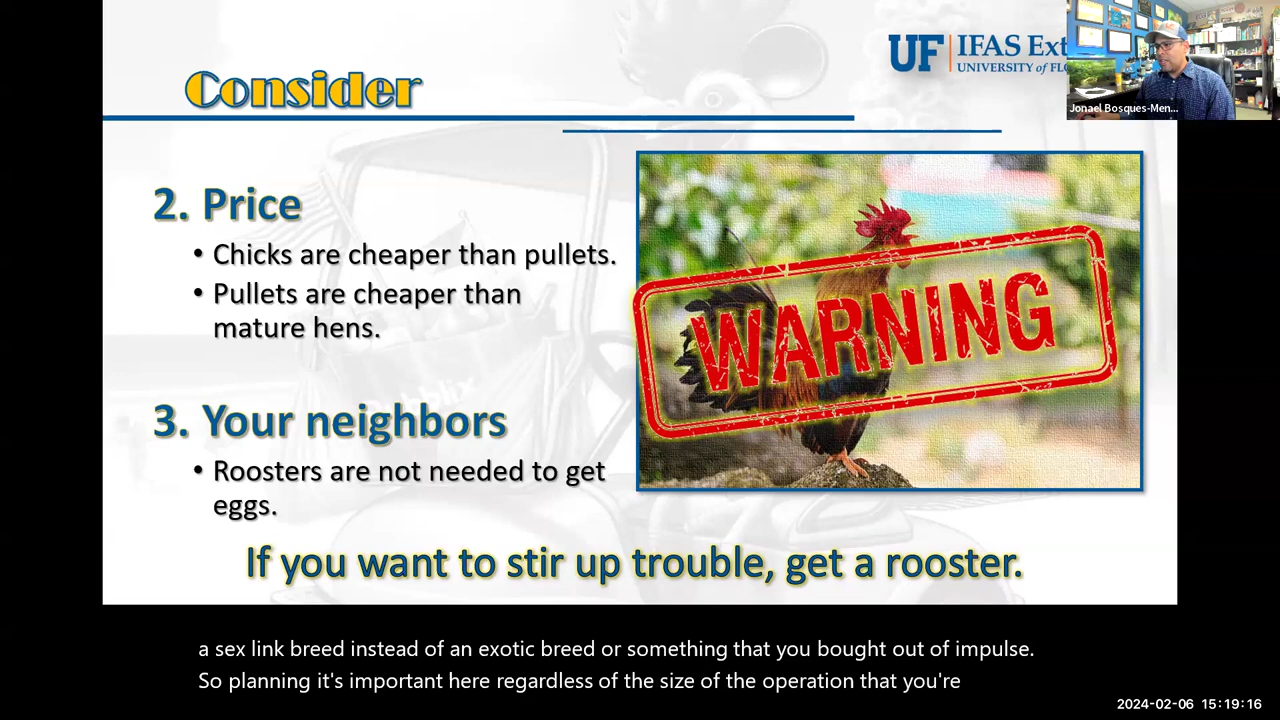 Consider
UF IFAS Ext
UNIVERSITY of FLO
Jonael Bosques-Men...
2. Price
• Chicks are cheaper than pullets.
• Pullets are cheaper than
mature hens.
WARNING
3. Your neighbors
• Roosters are not needed to get
eggs.
If you want to stir up trouble, get a rooster.
a sex link breed instead of an exotic breed or something that you bought out of impulse.
So planning it's important here regardless of the size of the operation that you're
2024-02-06 15:19:16